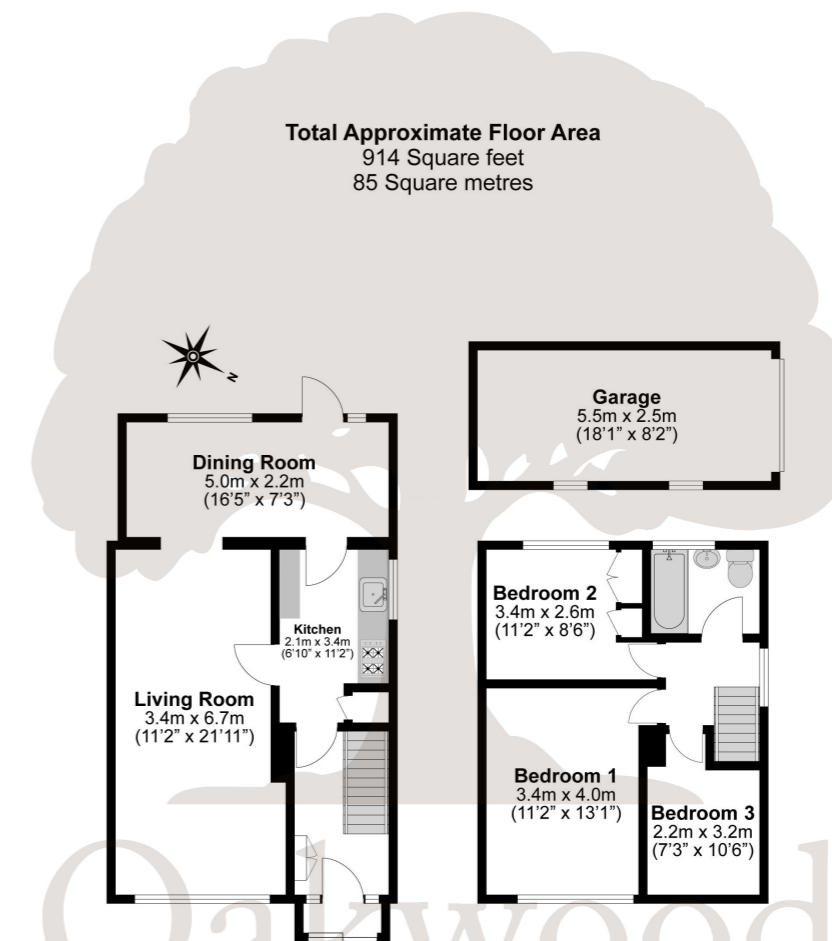 Total Approximate Floor Area
914 Square feet
85 Square metres
N
Garage
5.5m x 2.5m
(18'1” x 8'2”)
Dining Room
5.0m x 2.2m
(16'5” x 7'3”)
Kitchen
2.1m x 3.4m
(6'10” x 11'2”)
Bedroom 2
3.4m x 2.6m
(11'2” x 8'6”)
Living Room
3.4m x 6.7m
(11'2” x 21'11”)
Bedroom 1
3.4m x 4.0m
(11'2” x 13'1”)
Bedroom 3
2.2m x 3.2m
(7'3” x 10'6”)
Oakwood